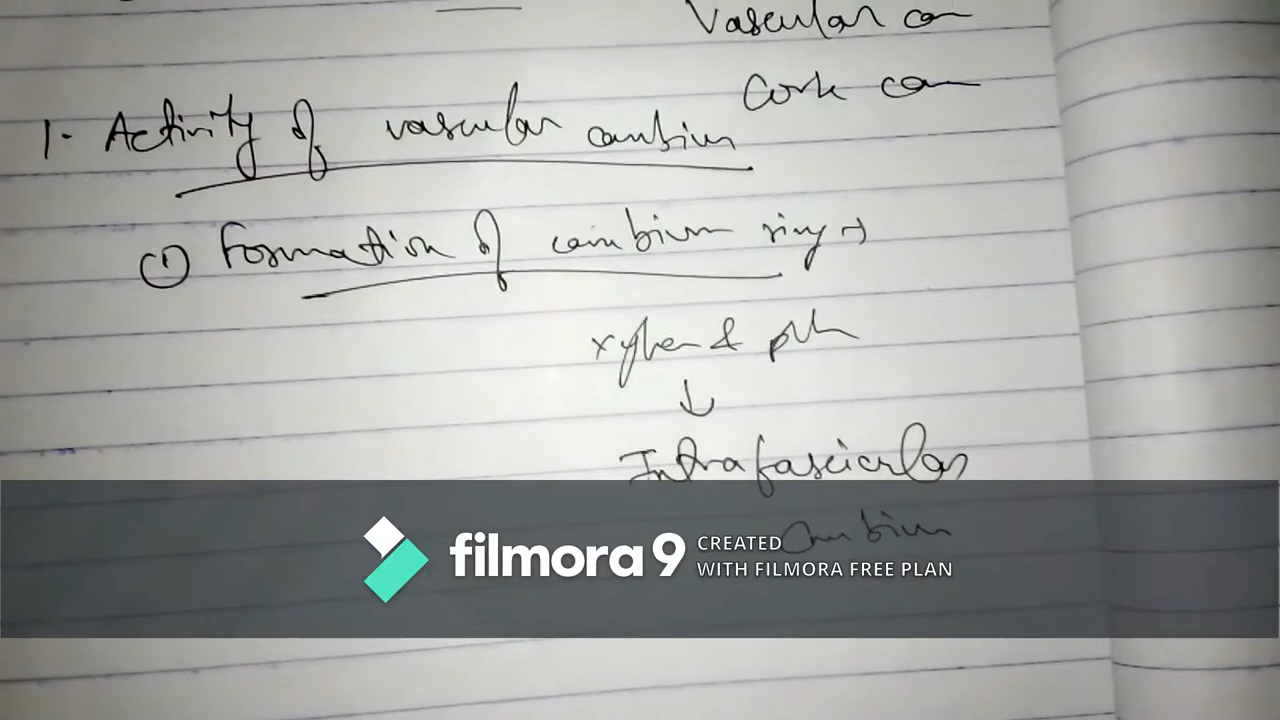 Vascular ca
Cork cam
1. Activity of vascular cambium
① Formation of cambium ring →
xylem & phl
↓
Intrafascicular
Cambium
filmora 9 CREATED
WITH FILMORA FREE PLAN